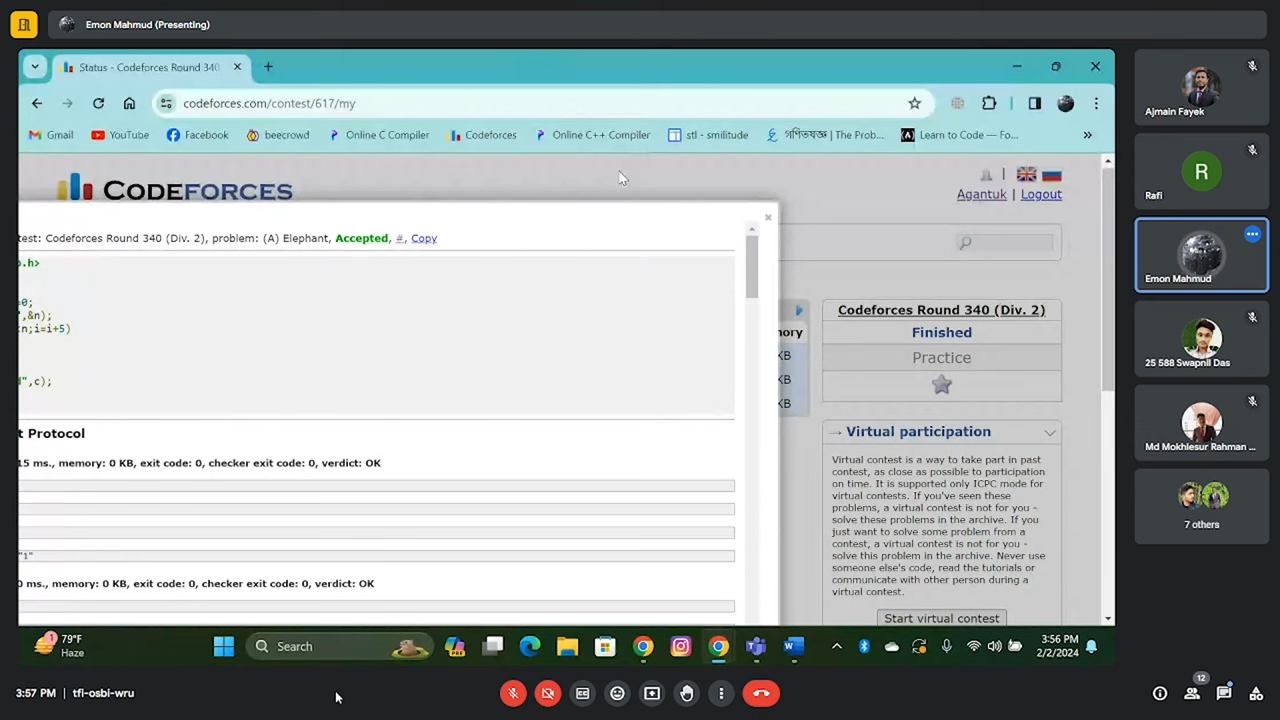 Emon Mahmud (Presenting)
Status - Codeforces Round 340
codeforces.com/contest/617/my
Gmail
YouTube
Facebook
beecrowd
Online C Compiler
Codeforces
Online C++ Compiler
stl - smilitude
গণিতযজ্ঞ | The Prob...
Learn to Code — Fo...
CODEFORCES
Agantuk | Logout
test: Codeforces Round 340 (Div. 2), problem: (A) Elephant, Accepted, #, Copy
o.h>
=0;
",&n);
:n;i=i+5)
d",c);
t Protocol
15 ms., memory: 0 KB, exit code: 0, checker exit code: 0, verdict: OK
"1"
0 ms., memory: 0 KB, exit code: 0, checker exit code: 0, verdict: OK
nory
KB
KB
KB
Codeforces Round 340 (Div. 2)
Finished
Practice
→ Virtual participation
Virtual contest is a way to take part in past
contest, as close as possible to participation
on time. It is supported only ICPC mode for
virtual contests. If you've seen these
problems, a virtual contest is not for you -
solve these problems in the archive. If you
just want to solve some problem from a
contest, a virtual contest is not for you -
solve this problem in the archive. Never use
someone else's code, read the tutorials or
communicate with other person during a
virtual contest.
Start virtual contest
79°F
Haze
Search
3:56 PM
2/2/2024
Ajmain Fayek
R
Rafi
Emon Mahmud
25 588 Swapnil Das
Md Mokhlesur Rahman ...
7 others
3:57 PM | tfi-osbi-wru
12